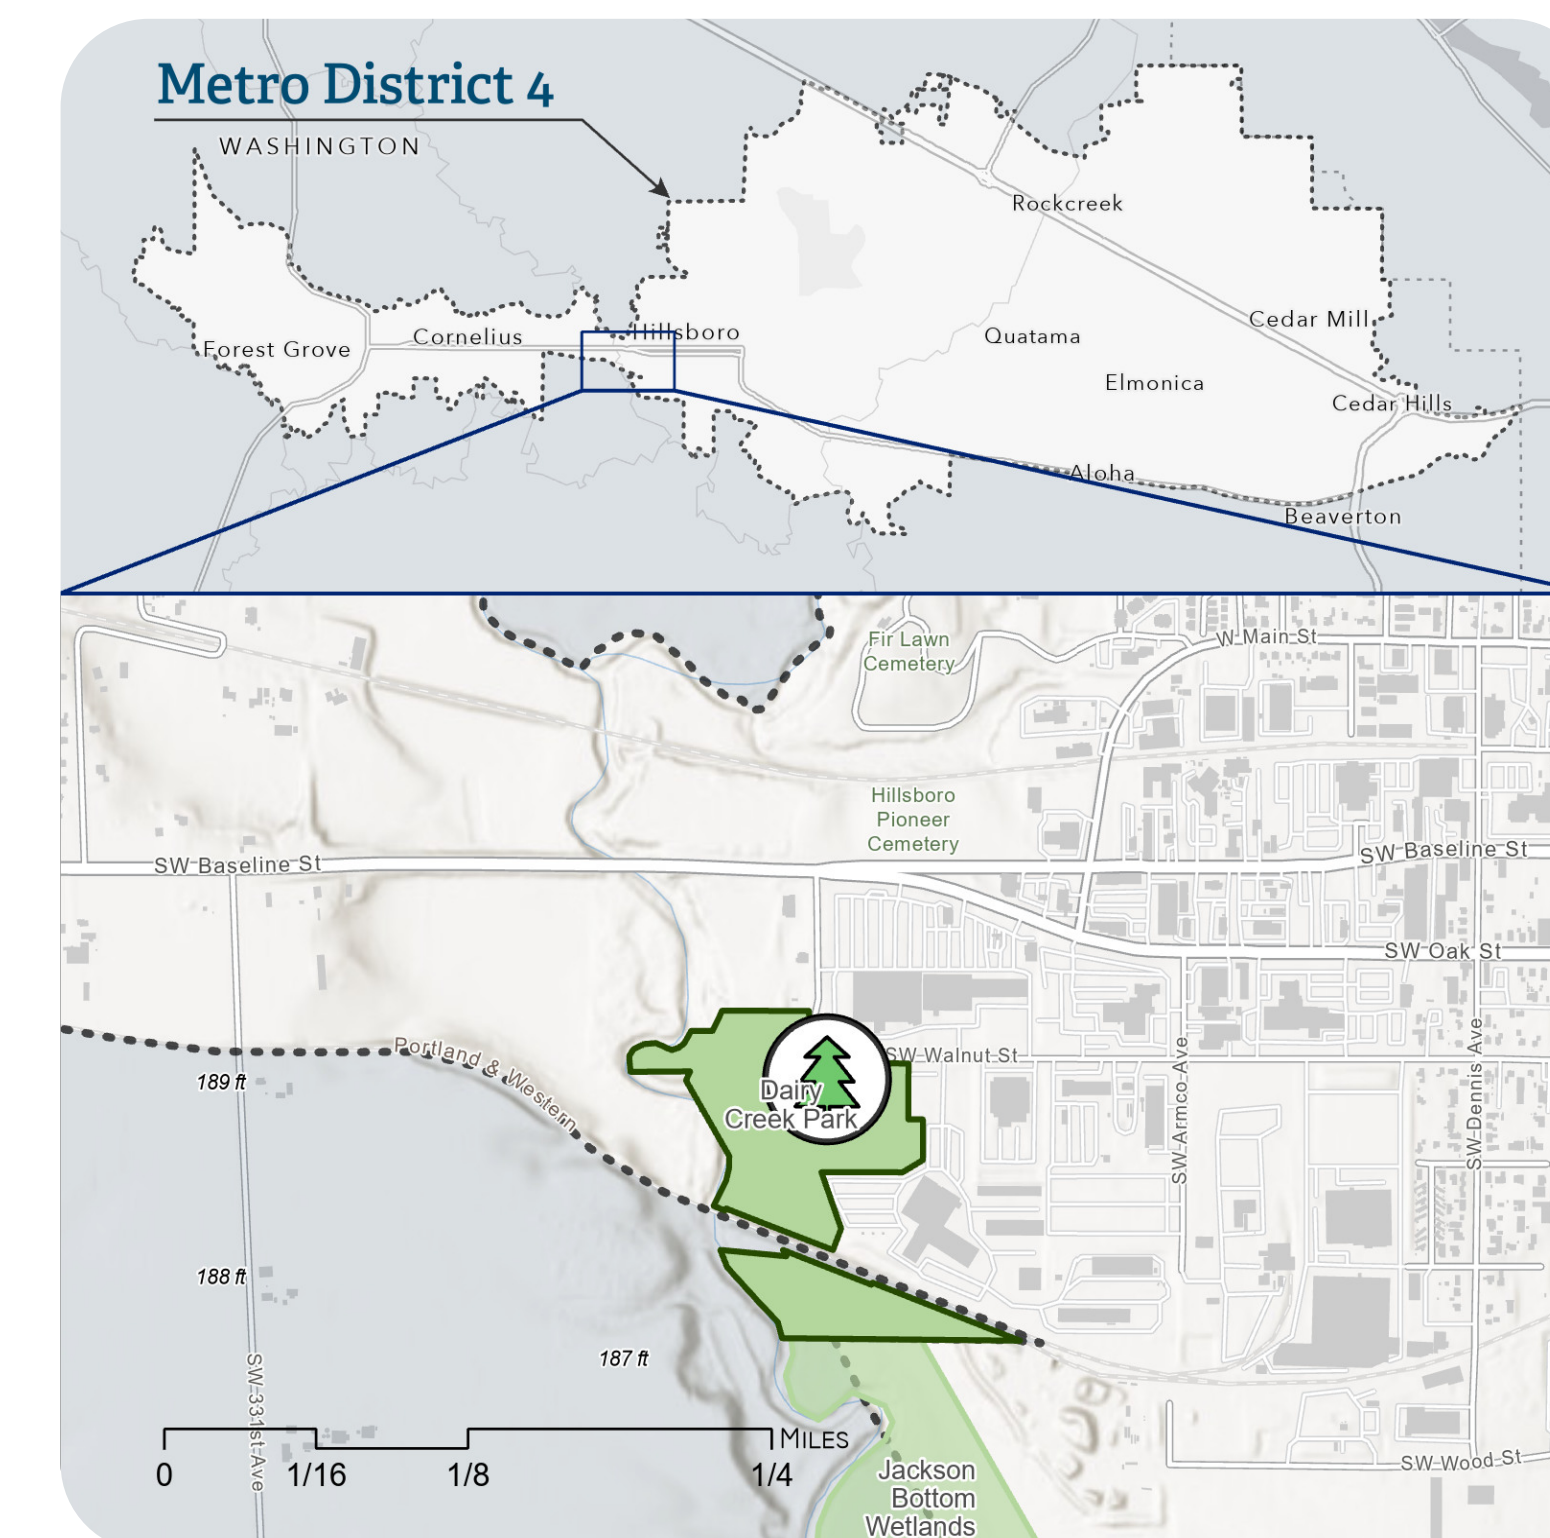 Metro District 4
WASHINGTON
Rockcreek
Cedar Mill
Hillsboro
Cornelius
Quatama
Forest Grove
Elmonica
Cedar Hills
Aloha
Beaverton
Fir Lawn
Cemetery
W Main St
Hillsboro
Pioneer
Cemetery
SW Baseline St
SW Baseline St
SW Oak St
Portland & Western
SW Walnut St
189 ft
Dairy
Creek Park
SW Armco Ave
SW Dennis Ave
188 ft
187 ft
SW 331st Ave
MILES
0 1/16 1/8 1/4
SW Wood St
Jackson
Bottom
Wetlands